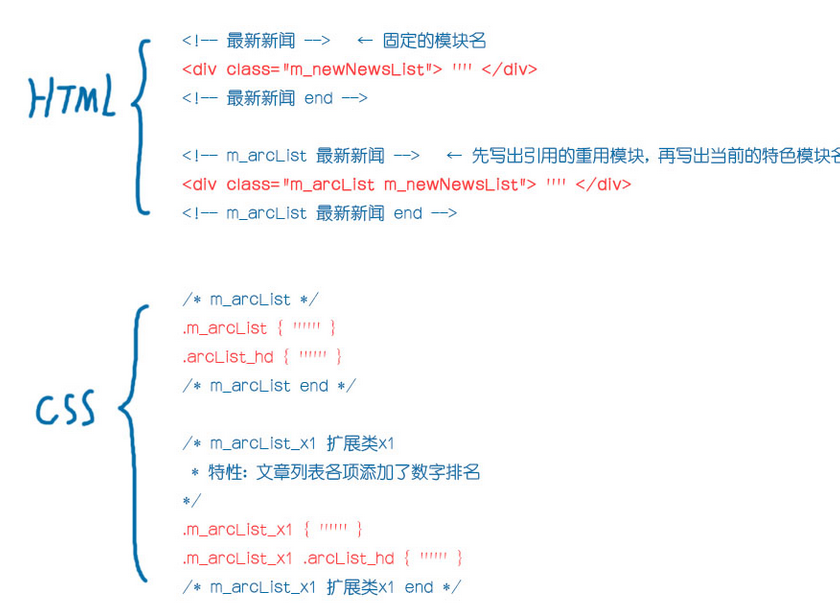 HTML
<!-- 最新新闻 --> ← 固定的模块名
<div class="m_newNewsList"> '''' </div>
<!-- 最新新闻 end -->
<!-- m_arcList 最新新闻 --> ← 先写出引用的重用模块, 再写出当前的特色模块名
<div class="m_arcList m_newNewsList"> '''' </div>
<!-- m_arcList 最新新闻 end -->
CSS
/* m_arcList */
.m_arcList { '''''' }
.arcList_hd { '''''' }
/* m_arcList end */
/* m_arcList_x1 扩展类x1
* 特性: 文章列表各项添加了数字排名
*/
.m_arcList_x1 { '''''' }
.m_arcList_x1 .arcList_hd { '''''' }
/* m_arcList_x1 扩展类x1 end */